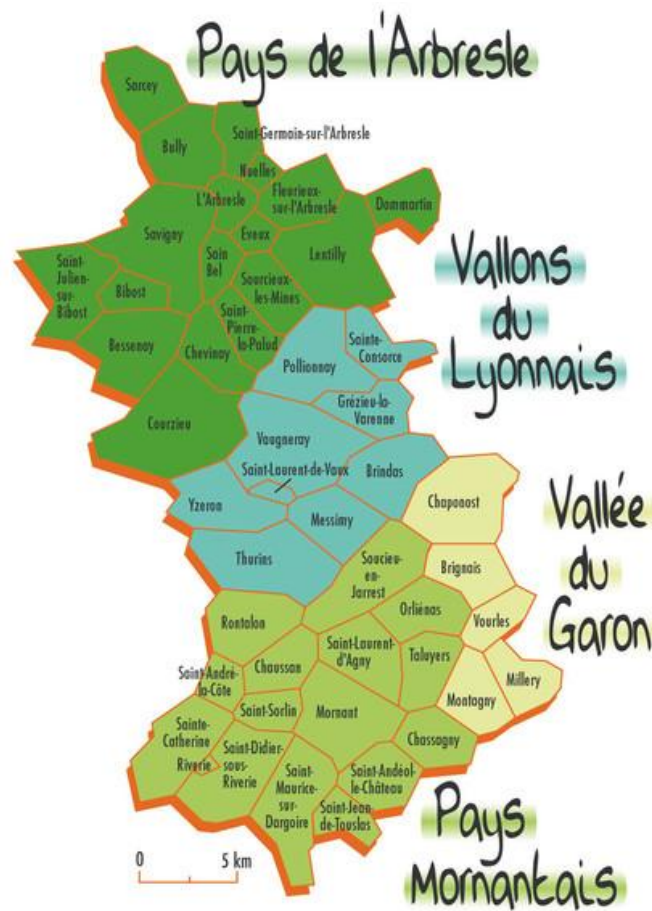 Pays de l'Arbresle
Sarcey
Bully
Saint-Germain-sur-l'Arbresle
Nuelles
L'Arbresle
Fleurieux-
sur-l'Arbresle
Dommartin
Savigny
Eveux
Sain
Bel
Lentilly
Saint-
Julien-
sur-
Bibost
Bibost
Sourcieux-
les-Mines
Saint-
Pierre-
la-Palud
Bessenay
Chevinay
Courzieu
Vallons
du
Lyonnais
Sainte-
Consorce
Pollionnay
Grézieu-la-
Varenne
Vaugneray
Saint-Laurent-de-Vaux
Brindas
Yzeron
Messimy
Thurins
Vallée
du
Garon
Chaponost
Brignais
Vourles
Millery
Montagny
Soucieu-
en-
Jarrest
Orliénas
Rontalon
Saint-Laurent
d'Agny
Taluyers
Chaussan
Saint-André-
la-Côte
Saint-Sorlin
Mornant
Chassagny
Sainte-
Catherine
Riverie
Saint-Didier-
sous-
Riverie
Saint-
Maurice-
sur-
Dargoire
Saint-Andéol-
le-Château
Saint-Jean
de-Touslas
Pays
Mornantais
0 5 km